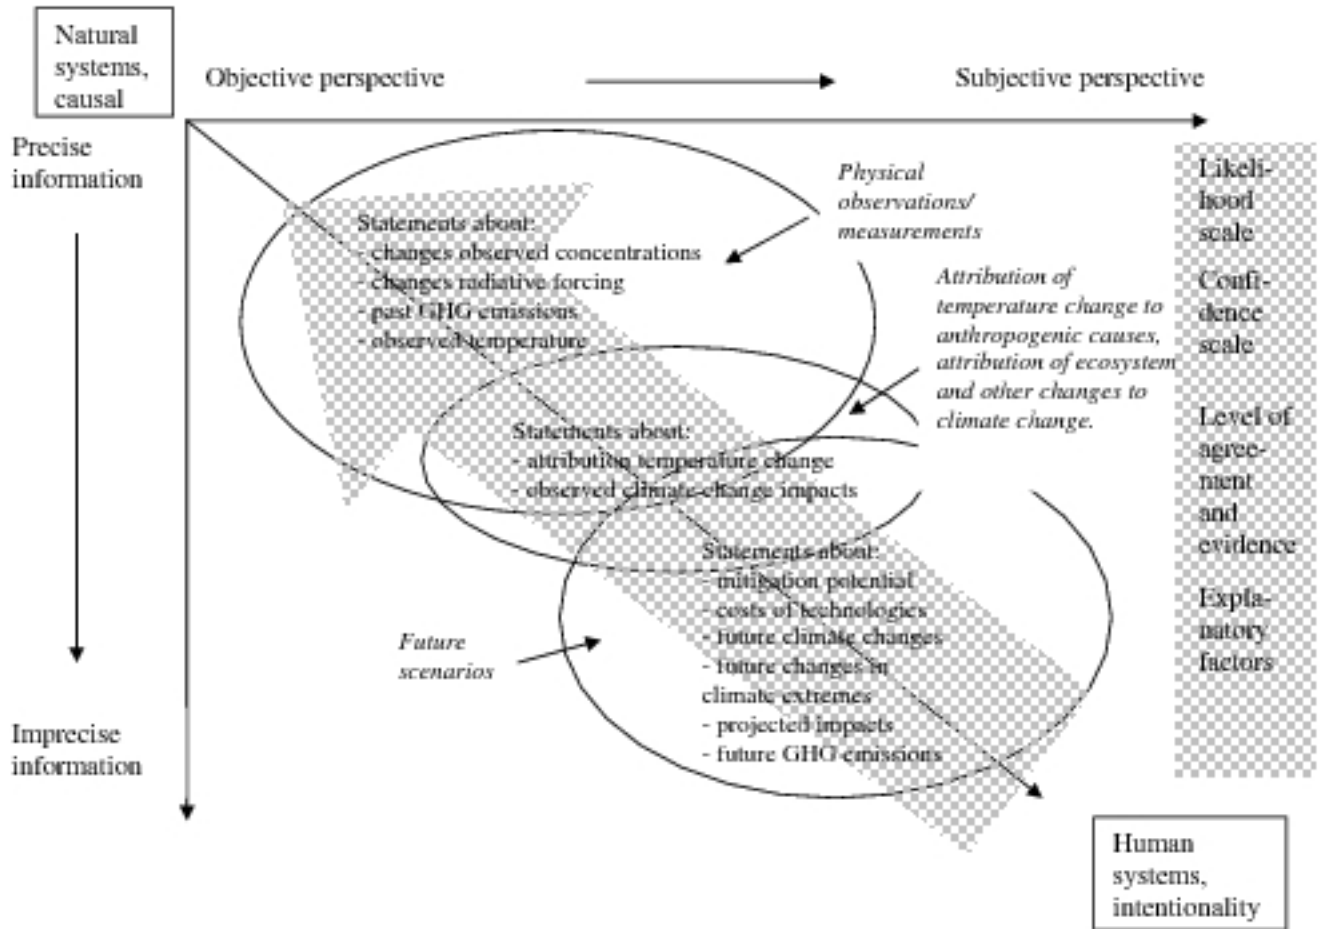 Natural
systems,
causal
Objective perspective
Subjective perspective
Precise
information
Imprecise
information
Statements about:
- changes observed concentrations
- changes radiative forcing
- past GHG emissions
- observed temperature
Physical
observations/
measurements
Attribution of
temperature change to
anthropogenic causes,
attribution of ecosystem
and other changes to
climate change.
Statements about:
- attribution temperature change
- observed climate change impacts
Statements about:
- mitigation potential
- costs of technologies
- future climate changes
- future changes in
climate extremes
- projected impacts
- future GHG emissions
Future
scenarios
Likeli-
hood
scale
Confi-
dence
scale
Level of
agree-
ment
and
evidence
Expla-
natory
factors
Human
systems,
intentionality